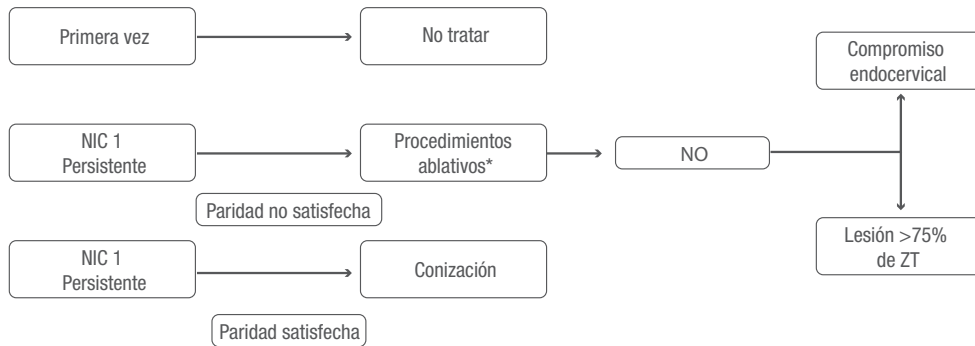 Primera vez
No tratar
Compromiso
endocervical
NIC 1
Persistente
Procedimientos
ablativos*
NO
Paridad no satisfecha
Lesión >75%
de ZT
NIC 1
Persistente
Conización
Paridad satisfecha